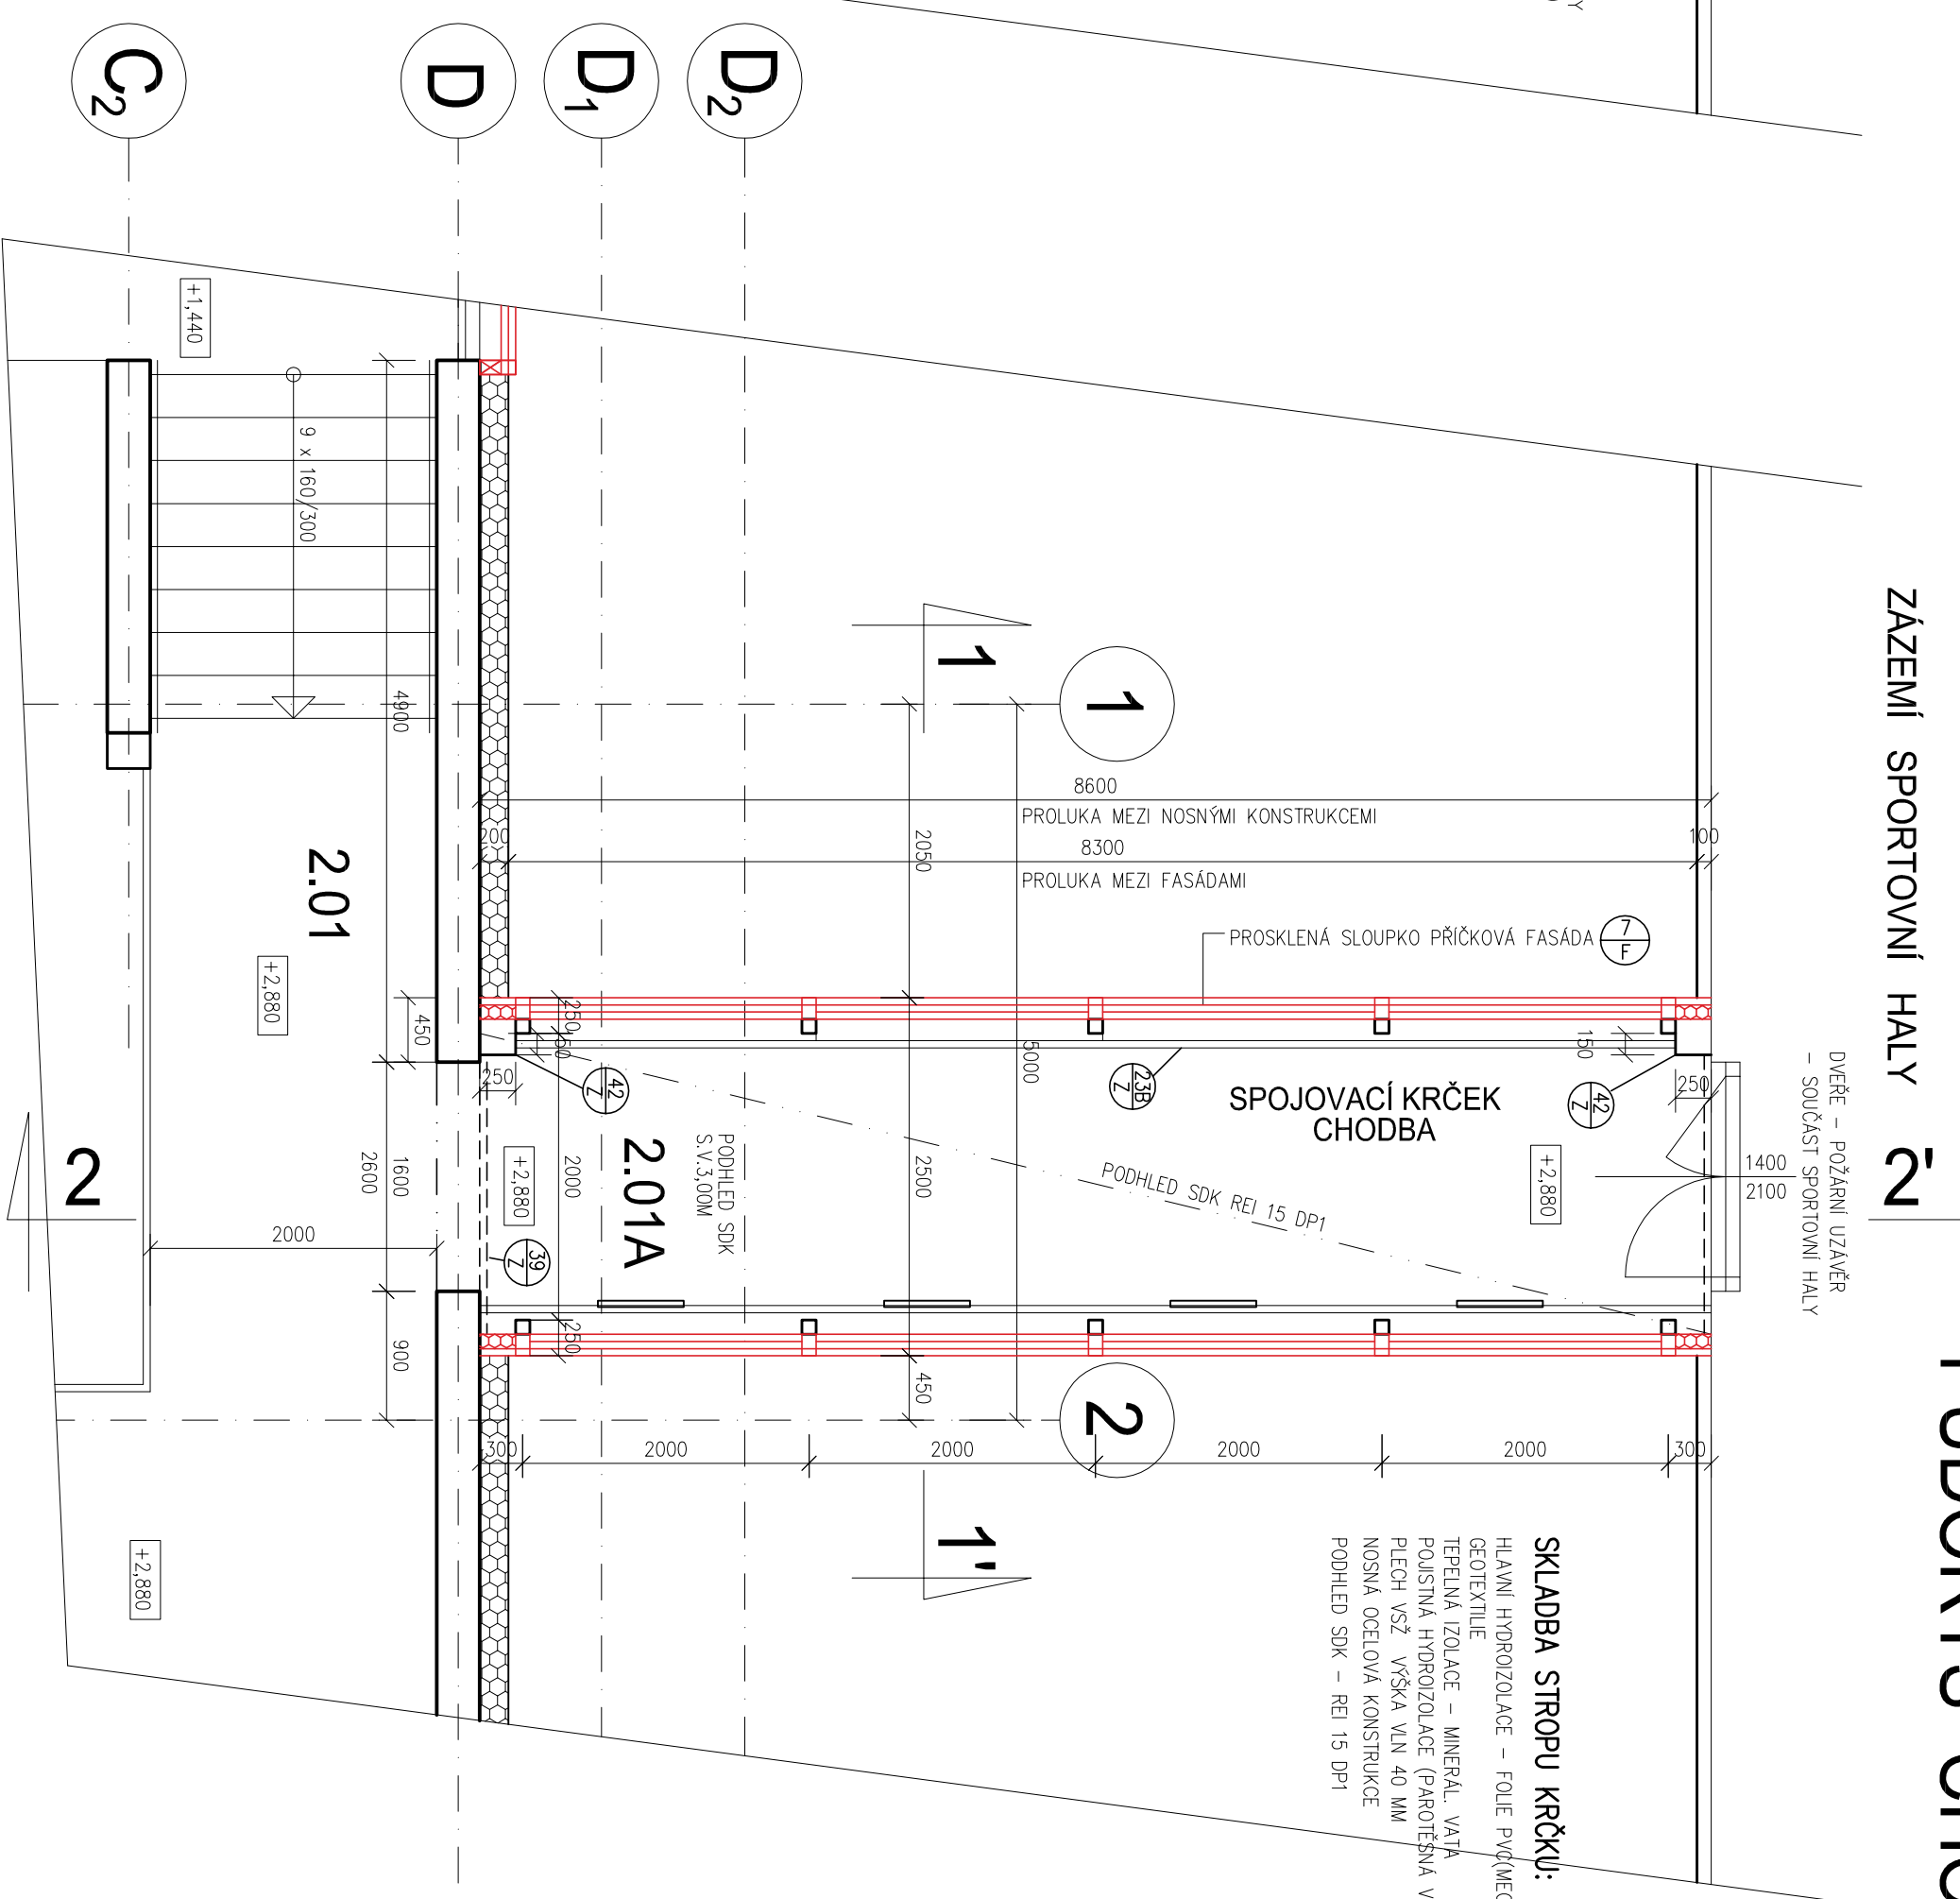 C2
D
D1
D2
ZÁZEMÍ SPORTOVNÍ HALY
2'
DVEŘE – POŽÁRNÍ UZÁVĚR
– SOUČÁST SPORTOVNÍ HALY
+1,440
9 x 160/300
4900
1
1
8600
PROLUKA MEZI NOSNÝMI KONSTRUKCEMI
200
100
8300
PROLUKA MEZI FASÁDAMI
2050
PROSKLENÁ SLOUPKO PŘÍČKOVÁ FASÁDA
7
F
2.01
+2,880
450
250
150
5000
150
250
250
42
Z
23B
Z
42
Z
SPOJOVACÍ KRČEK
CHODBA
PODHLED SDK
S.V.3,00M
2.01A
+2,880
2000
2500
PODHLED SDK REI 15 DP1
+2,880
1400
2100
2
2600
1600
2000
39
Z
900
250
450
2
300
2000
2000
2000
2000
300
1'
+2,880
SKLADBA STROPU KRČKU:
HLAVNÍ HYDROIZOLACE – FOLIE PVC(MEC
GEOTEXTILIE
TEPELNÁ IZOLACE – MINERÁL. VATA
POJISTNÁ HYDROIZOLACE (PAROTĚSNÁ V
PLECH VSŽ VÝŠKA VLN 40 MM
NOSNÁ OCELOVÁ KONSTRUKCE
PODHLED SDK – REI 15 DP1